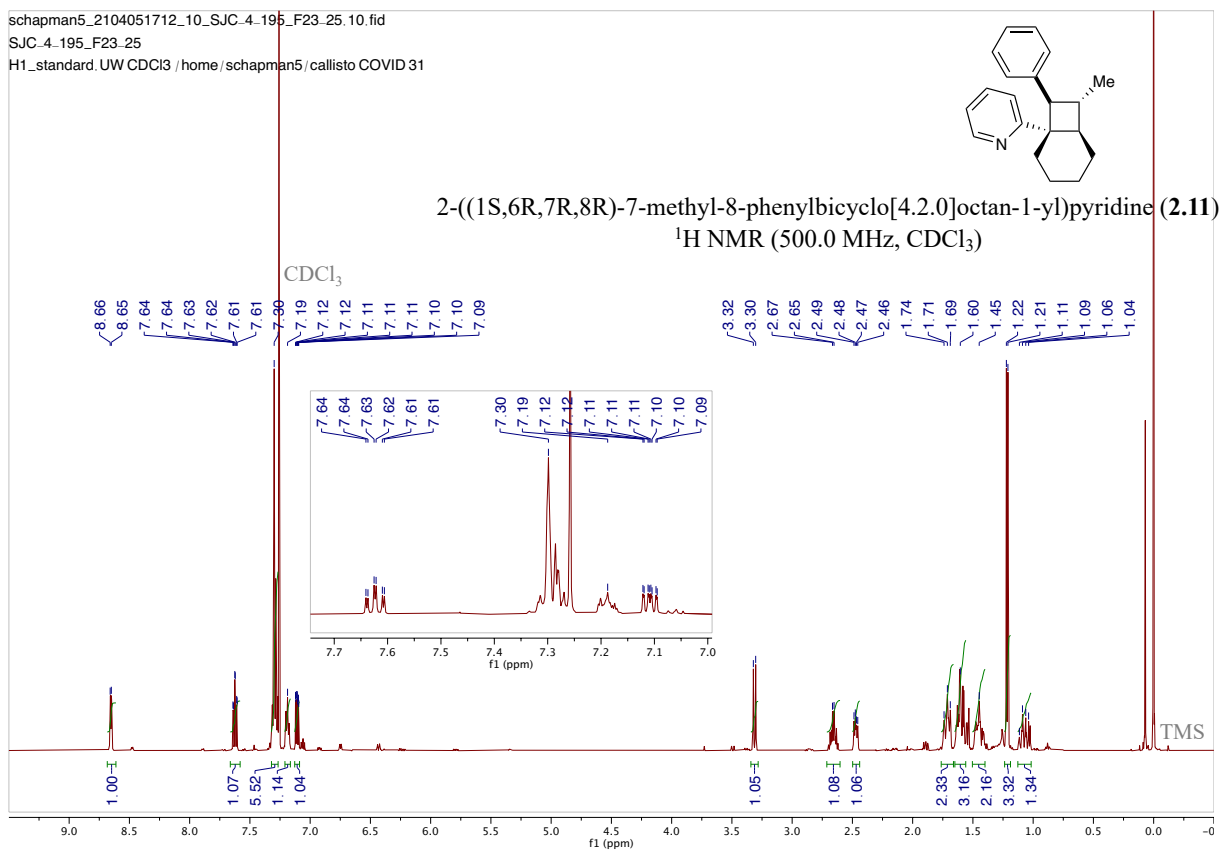 schapman5_2104051712_10_SJC-4-195_F23-25.10.fid
SJC-4-195_F23-25
H1_standard.UW CDCl3 /home/schapman5/callisto COVID 31
Me
N
2-((1S,6R,7R,8R)-7-methyl-8-phenylbicyclo[4.2.0]octan-1-yl)pyridine (2.11)
¹H NMR (500.0 MHz, CDCl₃)
CDCl₃
8.66 8.65 7.64 7.64 7.63 7.62 7.61 7.61 7.30 7.19 7.12 7.12 7.11 7.11 7.11 7.10 7.10 7.09 3.32 3.30 2.67 2.65 2.49 2.48 2.47 2.46 1.74 1.71 1.69 1.60 1.45 1.22 1.21 1.11 1.09 1.06 1.04
7.64 7.64 7.63 7.62 7.61 7.61 7.30 7.19 7.12 7.12 7.11 7.11 7.11 7.10 7.10 7.09
7.7 7.6 7.5 7.4 7.3 7.2 7.1 7.0
f1 (ppm)
TMS
1.00 1.07 5.52 1.14 1.04 1.05 1.08 1.06 2.33 3.16 2.16 3.32 1.34
9.0 8.5 8.0 7.5 7.0 6.5 6.0 5.5 5.0 4.5 4.0 3.5 3.0 2.5 2.0 1.5 1.0 0.5 0.0 -0
f1 (ppm)